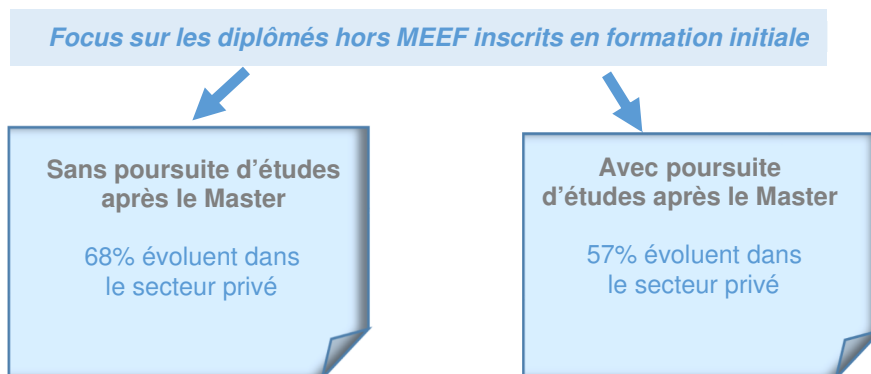 Focus sur les diplômés hors MEEF inscrits en formation initiale
Sans poursuite d'études
après le Master
68% évoluent dans
le secteur privé
Avec poursuite
d'études après le Master
57% évoluent dans
le secteur privé